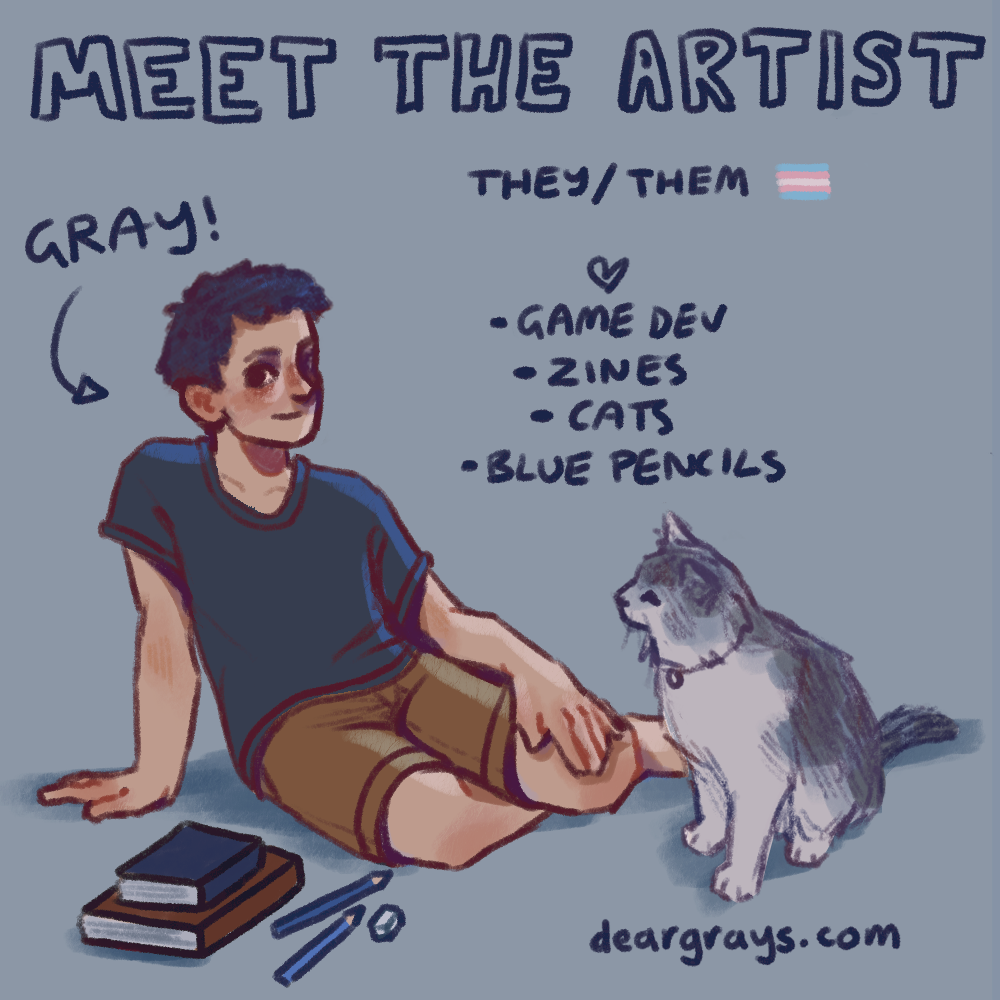 MEET THE ARTIST
THEY/THEM
GRAY!
- GAME DEV
- ZINES
- CATS
- BLUE PENCILS
deargrays.com